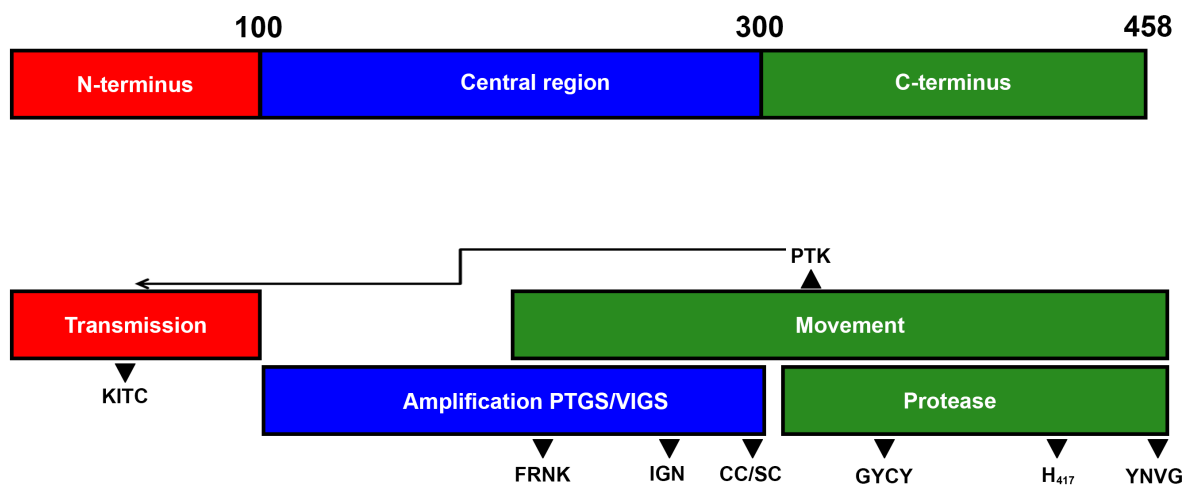 100 300 458
N-terminus Central region C-terminus
PTK
Transmission Movement
KITC
Amplification PTGS/VIGS Protease
FRNK IGN CC/SC GYCY H₄₁₇ YNVG